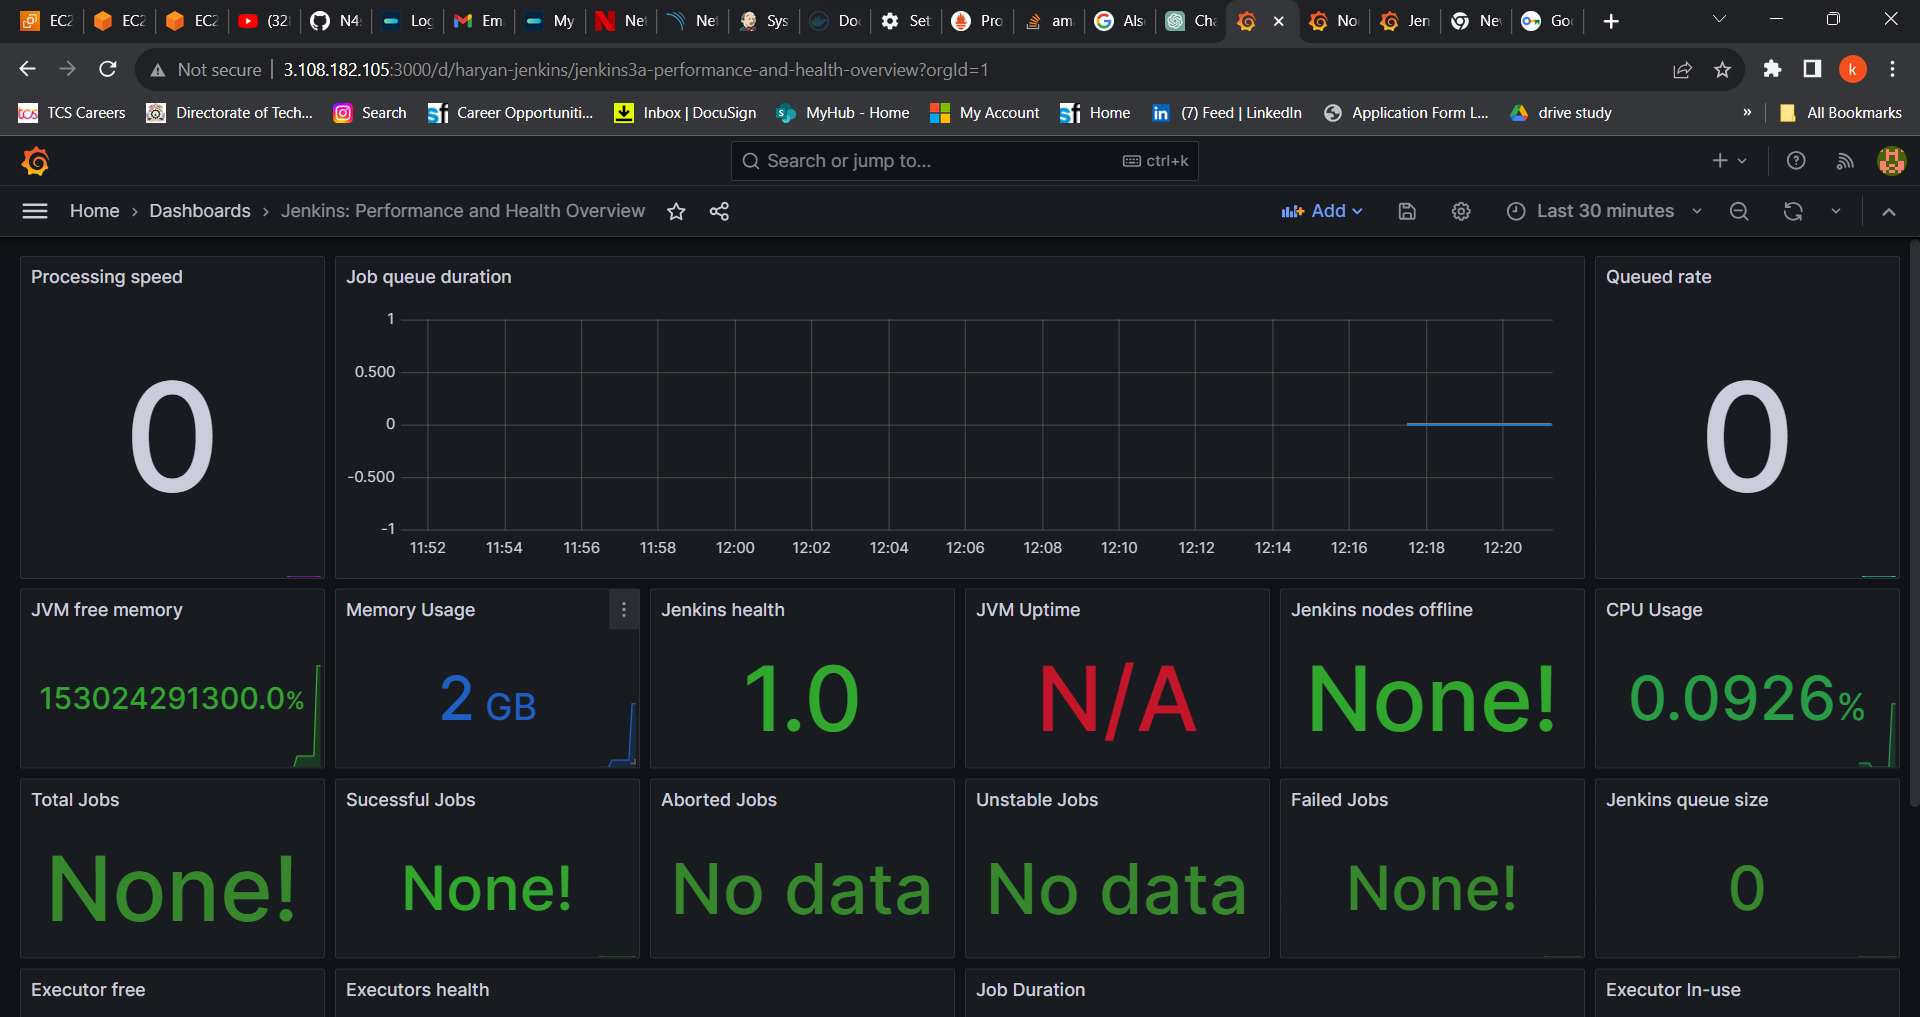 EC2
EC2
EC2
(32
N4
Log
Em
My
Net
Net
Sys
Do
Set
Pro
am
Als
Cha
No
Jen
Nev
Go
Not secure
3.108.182.105:3000/d/haryan-jenkins/jenkins3a-performance-and-health-overview?orgId=1
k
TCS Careers
Directorate of Tech...
Search
Career Opportuniti...
Inbox | DocuSign
MyHub - Home
My Account
Home
(7) Feed | LinkedIn
Application Form L...
drive study
»
All Bookmarks
Search or jump to...
ctrl+k
Home › Dashboards › Jenkins: Performance and Health Overview
Add
Last 30 minutes
Processing speed
0
Job queue duration
1
0.500
0
-0.500
-1
11:52 11:54 11:56 11:58 12:00 12:02 12:04 12:06 12:08 12:10 12:12 12:14 12:16 12:18 12:20
Queued rate
0
JVM free memory
153024291300.0%
Memory Usage
2 GB
Jenkins health
1.0
JVM Uptime
N/A
Jenkins nodes offline
None!
CPU Usage
0.0926%
Total Jobs
None!
Sucessful Jobs
None!
Aborted Jobs
No data
Unstable Jobs
No data
Failed Jobs
None!
Jenkins queue size
0
Executor free
Executors health
Job Duration
Executor In-use